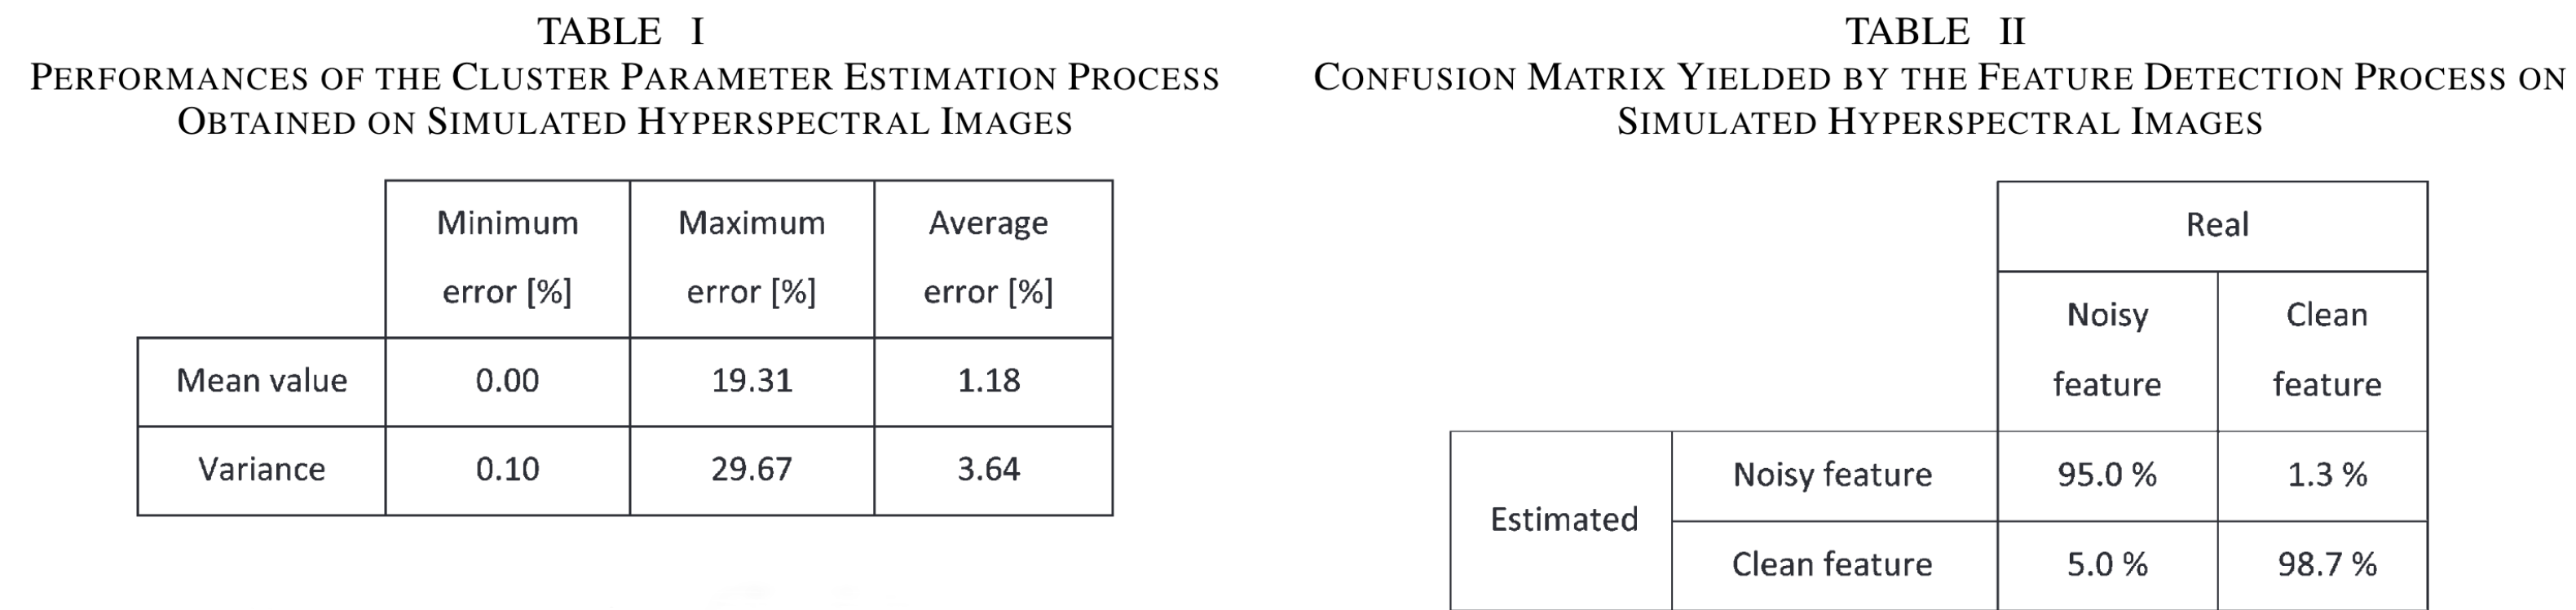 TABLE I
PERFORMANCES OF THE CLUSTER PARAMETER ESTIMATION PROCESS
OBTAINED ON SIMULATED HYPERSPECTRAL IMAGES
Minimum error [%] Maximum error [%] Average error [%]
Mean value 0.00 19.31 1.18
Variance 0.10 29.67 3.64
TABLE II
CONFUSION MATRIX YIELDED BY THE FEATURE DETECTION PROCESS ON
SIMULATED HYPERSPECTRAL IMAGES
Real
Noisy feature Clean feature
Estimated
Noisy feature 95.0 % 1.3 %
Clean feature 5.0 % 98.7 %